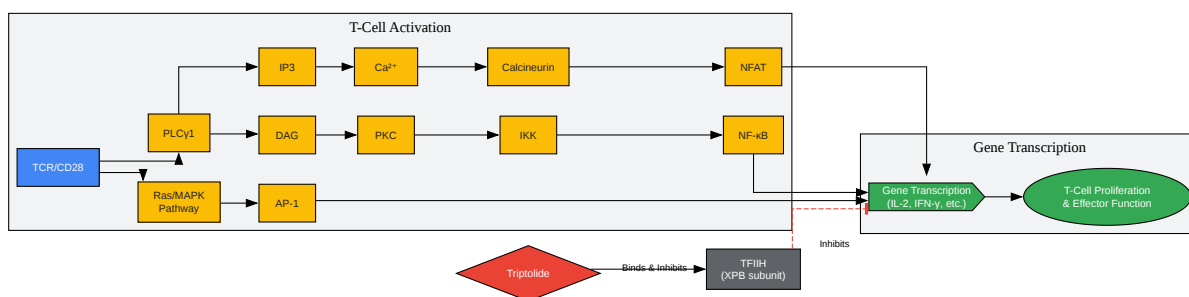 T-Cell Activation
IP3
Ca²⁺
Calcineurin
NFAT
PLCγ1
DAG
PKC
IKK
NF-κB
TCR/CD28
Ras/MAPK
Pathway
AP-1
Gene Transcription
Gene Transcription
(IL-2, IFN-γ, etc.)
T-Cell Proliferation
& Effector Function
Inhibits
Triptolide
Binds & Inhibits
TFIIH
(XPB subunit)